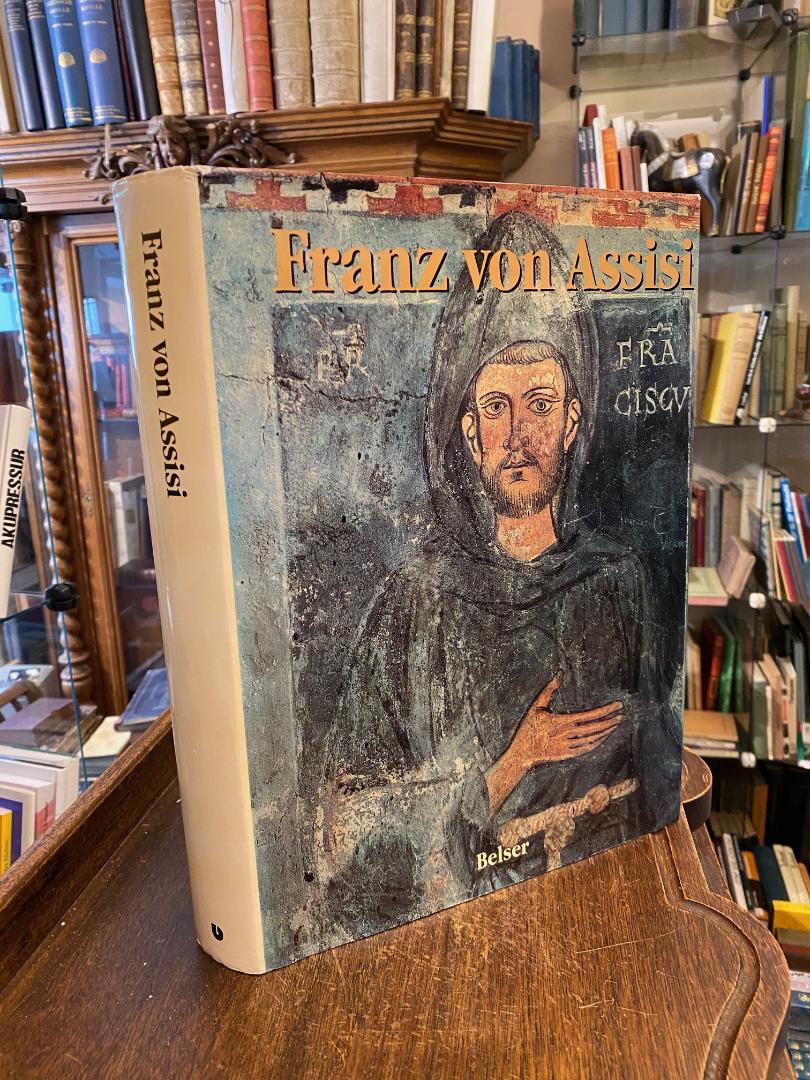 Franz von Assisi
Franz von Assisi
FR
FRA
CISCV
Belser
AKUPRESSUR